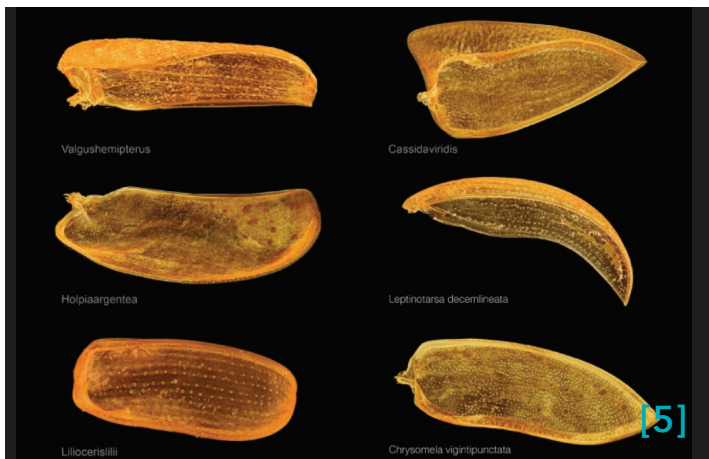 Valgushemipterus
Cassidaviridis
Holpiaargentea
Leptinotarsa decemlineata
Liliocerislilii
Chrysomela vigintipunctata
[5]